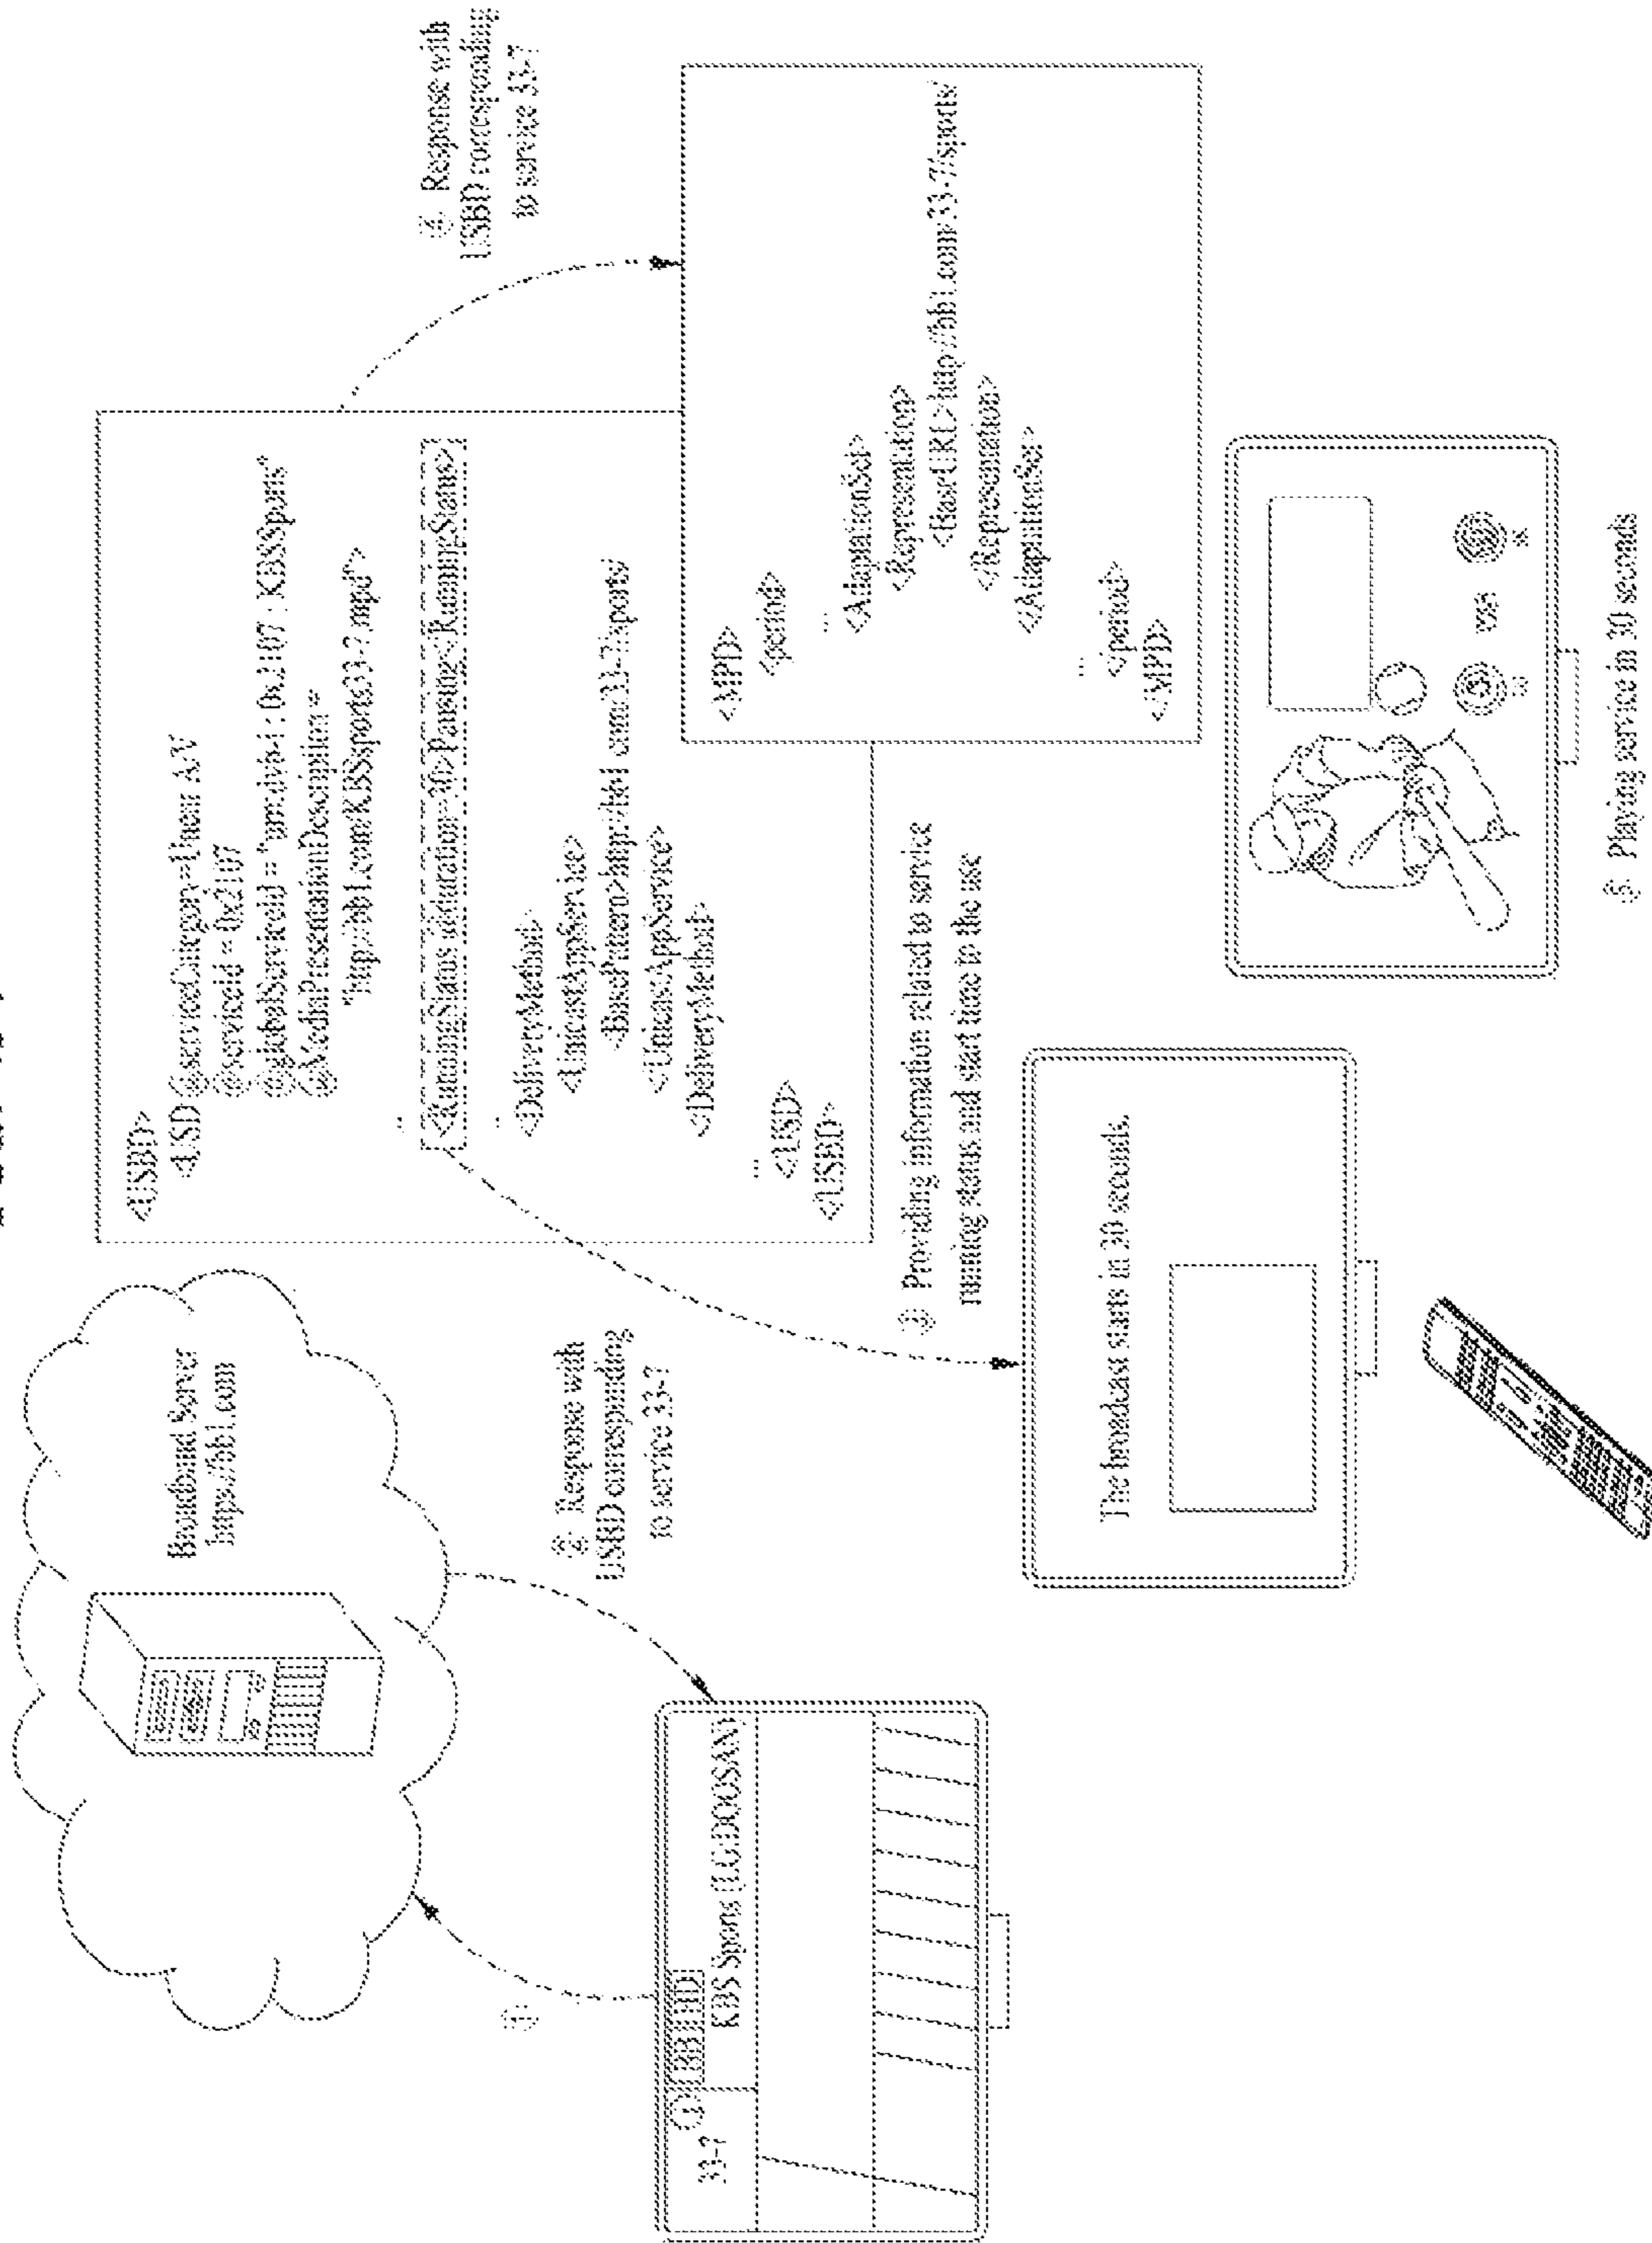 Broadband Server
https://bb1.com
①
② Response with
USBD corresponding
to service 33-7
33-7
BB HD
KBS Sports (LG:DOOSAN)
<USBD>
<USD @serviceCategory=Linear A/V
@serviceId = 0x2107
@globalServiceId =
: KBSSports"
@MediaPresentationDescription =
"http://bb1.com/KBSSports33-7.mpd">
...
<RunningStatus @duration=30>Pausing<RunningStatus>
...
<DeliveryMethod>
<UnicastAppService>
<BasePattern>http://bb1.com/33-7/sports/
</UnicastAppService>
</DeliveryMethod>
...
</USD>
</USBD>
③ Providing information related to service
running status and start time to the use
The broadcast starts in 30 seconds.
④ Response with
USBD corresponding
to service 33-7
<MPD>
<period>
...
<AdaptationSet>
<Representation>
<BaseURL>http://bb1.com/33-7/sports/
</Representation>
</AdaptationSet>
...
</period>
</MPD>
vs
⑤ Playing service in 30 seconds